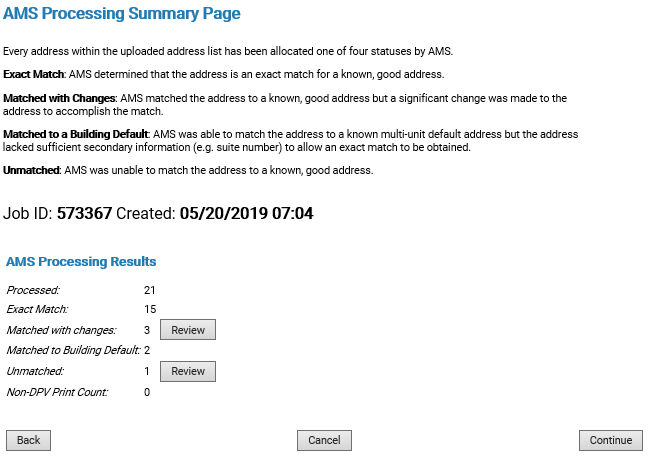 AMS Processing Summary Page
Every address within the uploaded address list has been allocated one of four statuses by AMS.
Exact Match: AMS determined that the address is an exact match for a known, good address.
Matched with Changes: AMS matched the address to a known, good address but a significant change was made to the
address to accomplish the match.
Matched to a Building Default: AMS was able to match the address to a known multi-unit default address but the address
lacked sufficient secondary information (e.g. suite number) to allow an exact match to be obtained.
Unmatched: AMS was unable to match the address to a known, good address.
Job ID: 573367 Created: 05/20/2019 07:04
AMS Processing Results
Processed: 21
Exact Match: 15
Matched with changes: 3 Review
Matched to Building Default: 2
Unmatched: 1 Review
Non-DPV Print Count: 0
Back Cancel Continue